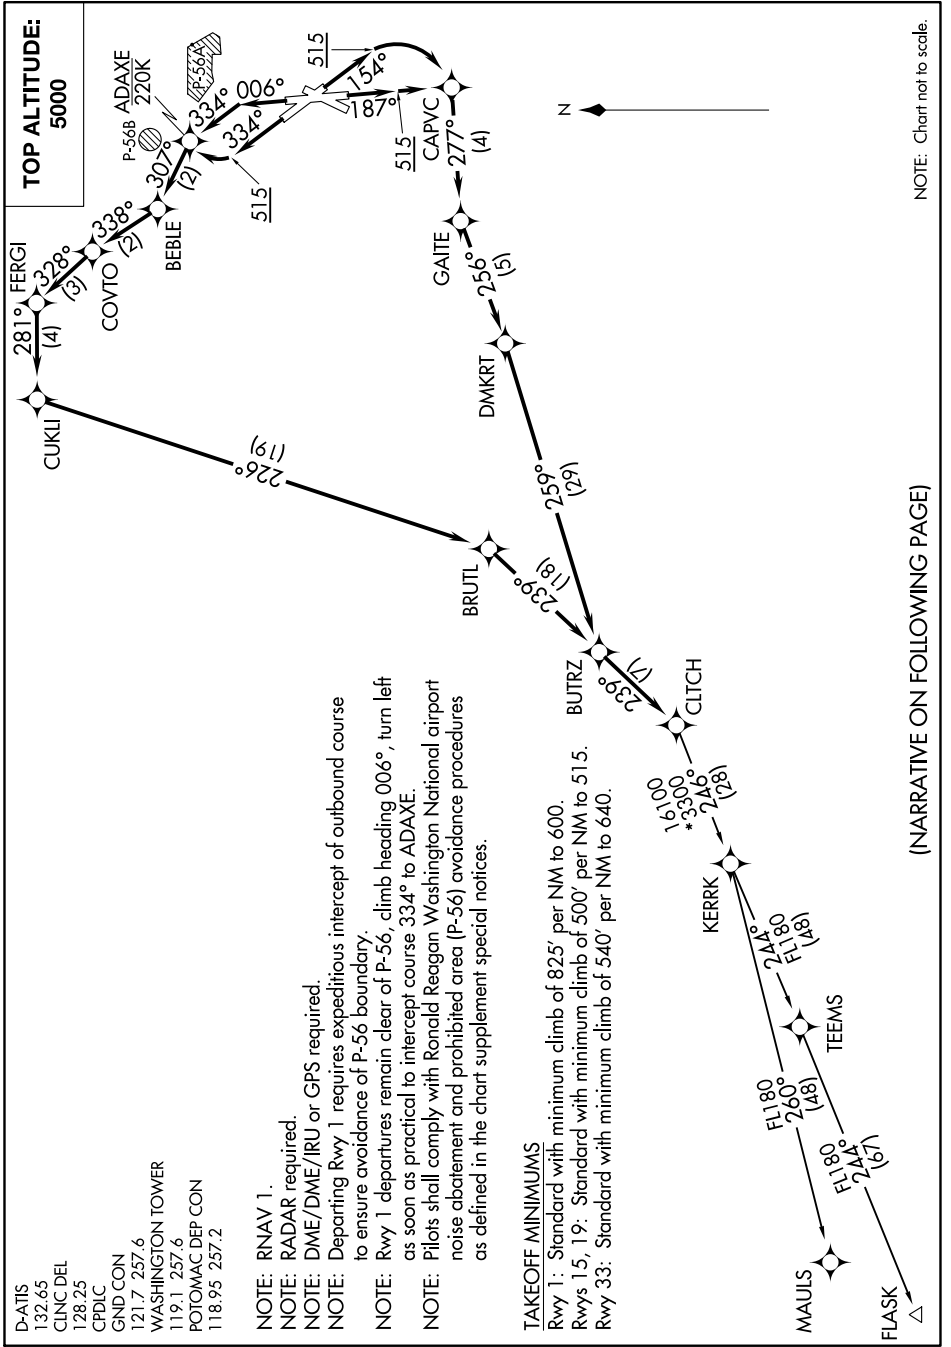 D-ATIS
132.65
CLNC DEL
128.25
CPDLC
GND CON
121.7 257.6
WASHINGTON TOWER
119.1 257.6
POTOMAC DEP CON
118.95 257.2
TOP ALTITUDE:
5000
NOTE: RNAV 1.
NOTE: RADAR required.
NOTE: DME/DME/IRU or GPS required.
NOTE: Departing Rwy 1 requires expeditious intercept of outbound course
to ensure avoidance of P-56 boundary.
NOTE: Rwy 1 departures remain clear of P-56, climb heading 006°, turn left
as soon as practical to intercept course 334° to ADAXE.
NOTE: Pilots shall comply with Ronald Reagan Washington National airport
noise abatement and prohibited area (P-56) avoidance procedures
as defined in the chart supplement special notices.
TAKEOFF MINIMUMS
Rwy 1: Standard with minimum climb of 825' per NM to 600.
Rwys 15, 19: Standard with minimum climb of 500' per NM to 515.
Rwy 33: Standard with minimum climb of 540' per NM to 640.
FERGI
281°
(4)
328°
(3)
COVTO
338°
(2)
BEBLE
307°
(2)
P-56B
ADAXE
220K
P-56A
334°
006°
334°
515
515
154°
187°
515
CAPVC
277°
(4)
GAITE
256°
(5)
DMKRT
259°
(29)
CUKLI
226°
(19)
BRUTL
239°
(18)
BUTRZ
239°
(7)
CLTCH
16100
*3300
246°
(28)
KERRK
244°
FL180
(48)
TEEMS
FL180
260°
(48)
FL180
244°
(67)
MAULS
FLASK
N
NOTE: Chart not to scale.
(NARRATIVE ON FOLLOWING PAGE)